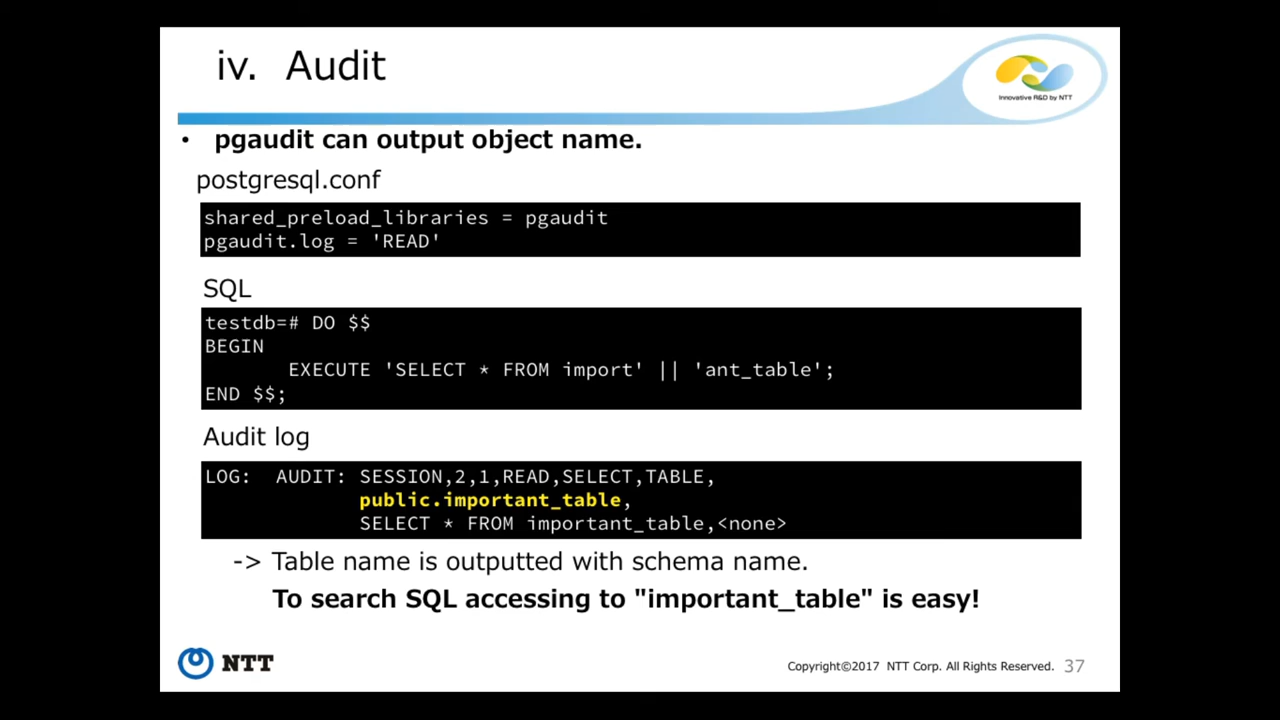 iv. Audit
Innovative R&D by NTT
• pgaudit can output object name.
postgresql.conf
shared_preload_libraries = pgaudit
pgaudit.log = 'READ'
SQL
testdb=# DO $$
BEGIN
EXECUTE 'SELECT * FROM import' || 'ant_table';
END $$;
Audit log
LOG: AUDIT: SESSION,2,1,READ,SELECT,TABLE,
public.important_table,
SELECT * FROM important_table,<none>
-> Table name is outputted with schema name.
To search SQL accessing to "important_table" is easy!
NTT
Copyright©2017 NTT Corp. All Rights Reserved. 37